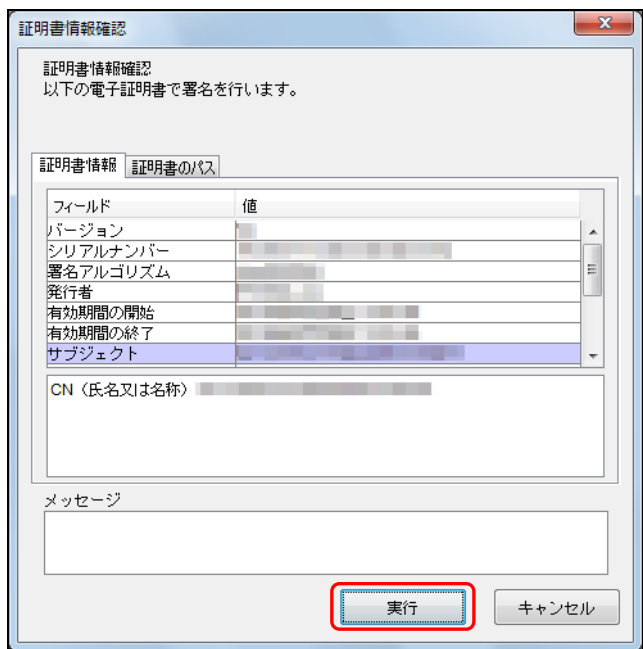 証明書情報確認
証明書情報確認
以下の電子証明書で署名を行います。
証明書情報 証明書のパス
フィールド 値
バージョン
シリアルナンバー
署名アルゴリズム
発行者
有効期間の開始
有効期間の終了
サブジェクト
CN（氏名又は名称）
メッセージ
実行 キャンセル